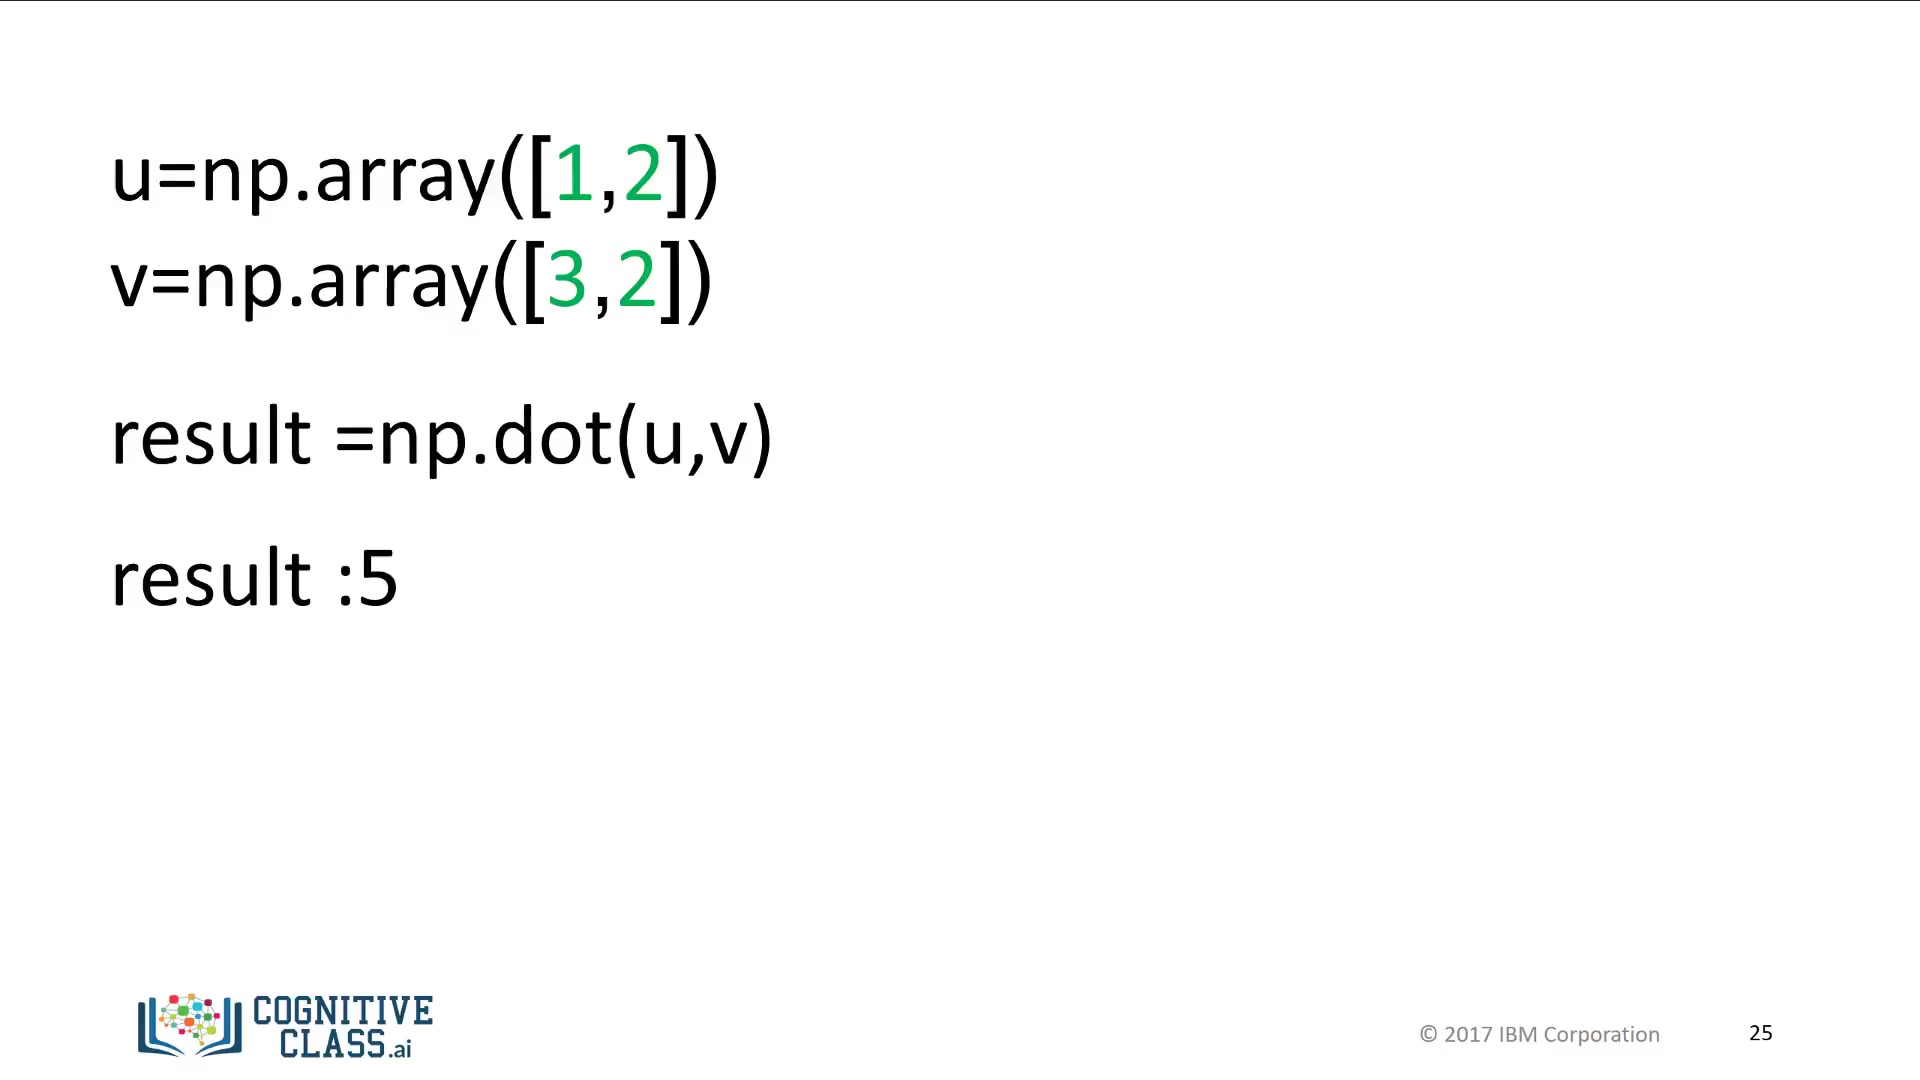 u=np.array([1,2])
v=np.array([3,2])
result =np.dot(u,v)
result :5
COGNITIVE
CLASS.ai
© 2017 IBM Corporation 25